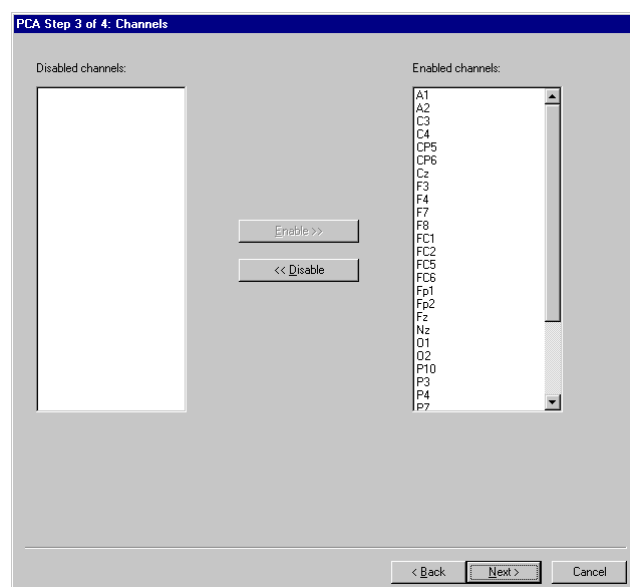 PCA Step 3 of 4: Channels
Disabled channels:
Enabled channels:
A1
A2
C3
C4
CP5
CP6
Cz
F3
F4
F7
F8
FC1
FC2
FC5
FC6
Fp1
Fp2
Fz
Nz
O1
O2
P10
P3
P4
P7
Enable >>
<< Disable
< Back
Next >
Cancel